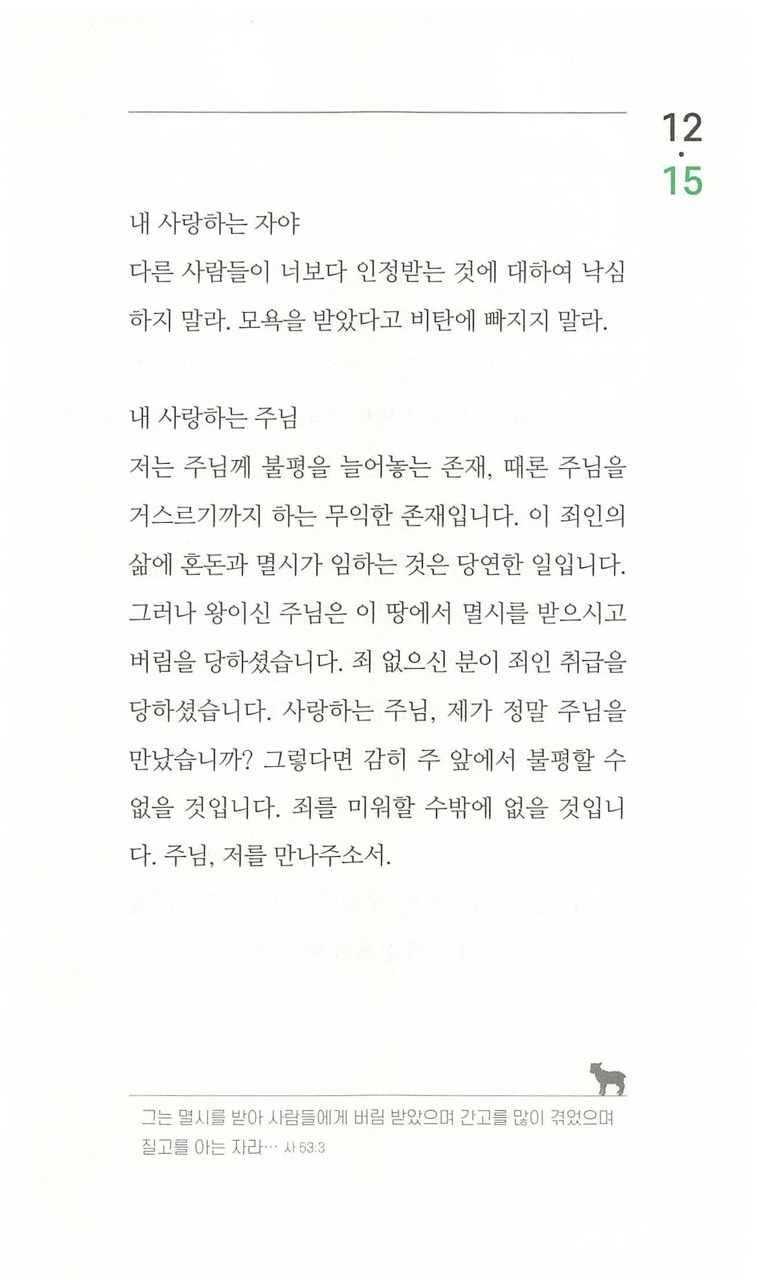 12
·
15
내 사랑하는 자야
다른 사람들이 너보다 인정받는 것에 대하여 낙심
하지 말라. 모욕을 받았다고 비탄에 빠지지 말라.
내 사랑하는 주님
저는 주님께 불평을 늘어놓는 존재, 때론 주님을
거스르기까지 하는 무익한 존재입니다. 이 죄인의
삶에 혼돈과 멸시가 임하는 것은 당연한 일입니다.
그러나 왕이신 주님은 이 땅에서 멸시를 받으시고
버림을 당하셨습니다. 죄 없으신 분이 죄인 취급을
당하셨습니다. 사랑하는 주님, 제가 정말 주님을
만났습니까? 그렇다면 감히 주 앞에서 불평할 수
없을 것입니다. 죄를 미워할 수밖에 없을 것입니
다. 주님, 저를 만나주소서.
그는 멸시를 받아 사람들에게 버림 받았으며 간고를 많이 겪었으며
질고를 아는 자라… 사 53:3